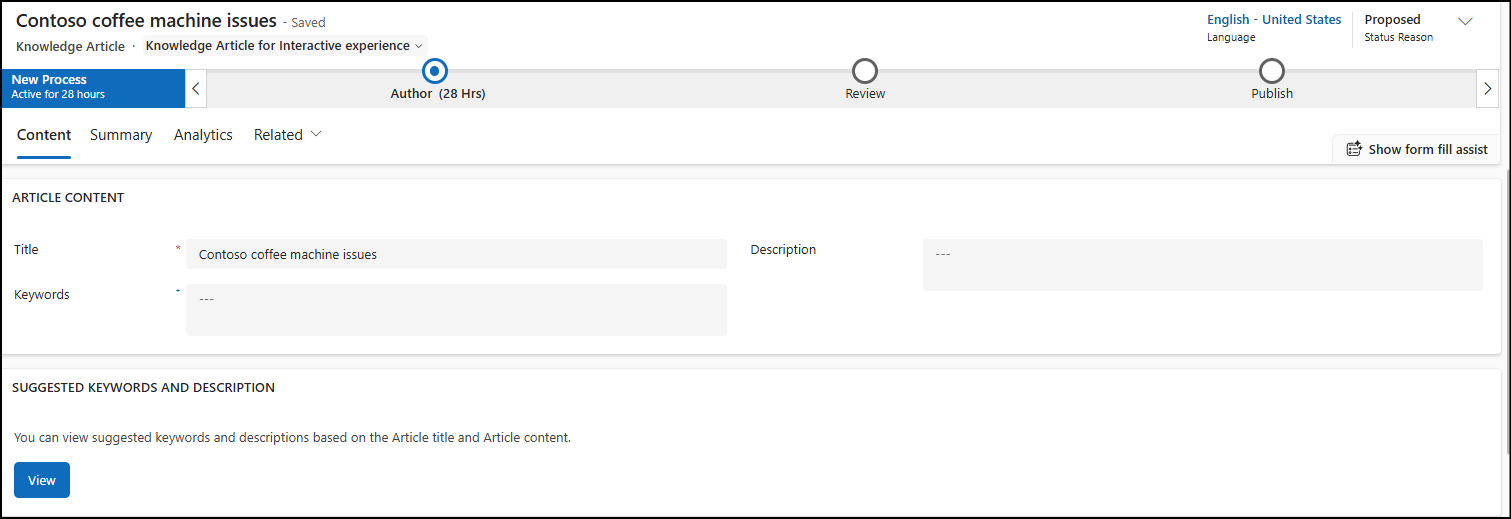 Contoso coffee machine issues - Saved
Knowledge Article · Knowledge Article for Interactive experience
English - United States
Language
Proposed
Status Reason
New Process
Active for 28 hours
Author (28 Hrs)
Review
Publish
Content Summary Analytics Related
Show form fill assist
ARTICLE CONTENT
Title * Contoso coffee machine issues
Description ---
Keywords + ---
SUGGESTED KEYWORDS AND DESCRIPTION
You can view suggested keywords and descriptions based on the Article title and Article content.
View